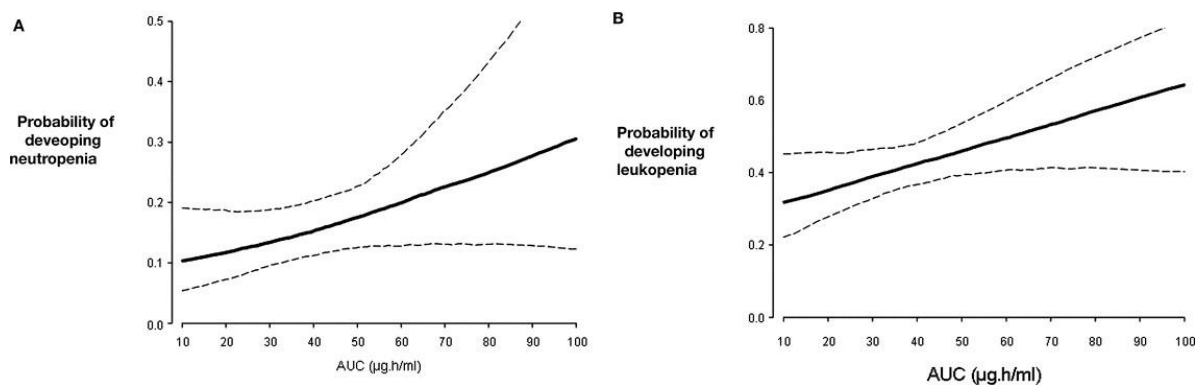 A
Probability of
deveoping
neutropenia
0.5
0.4
0.3
0.2
0.1
0.0
10 20 30 40 50 60 70 80 90 100
AUC (µg.h/ml)
B
Probability of
developing
leukopenia
0.8
0.6
0.4
0.2
0.0
10 20 30 40 50 60 70 80 90 100
AUC (µg.h/ml)